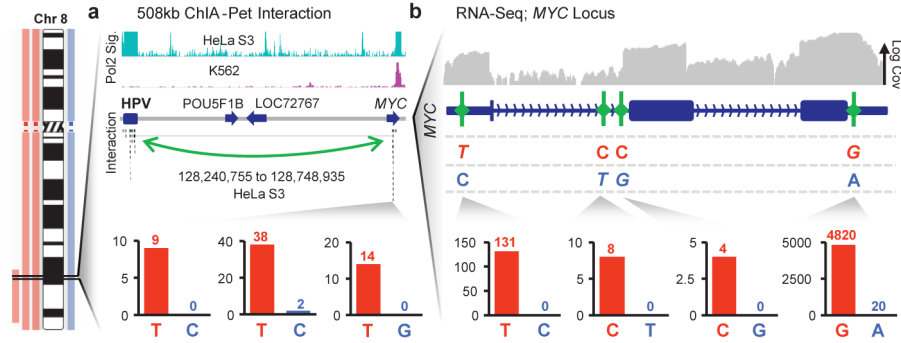 Chr 8
a 508kb ChIA-Pet Interaction
Pol2 Sig.
HeLa S3
K562
HPV POU5F1B LOC72767 MYC
Interaction
128,240,755 to 128,748,935
HeLa S3
10
5
0
9
0
T C
40
20
0
38
2
T C
20
15
10
5
0
14
0
T G
b RNA-Seq; MYC Locus
Log Cov
MYC
T C C G
C T G A
150
100
50
0
131
0
T C
10
5
0
8
0
C T
5
2.5
0
4
0
C G
5000
2500
0
4820
20
G A